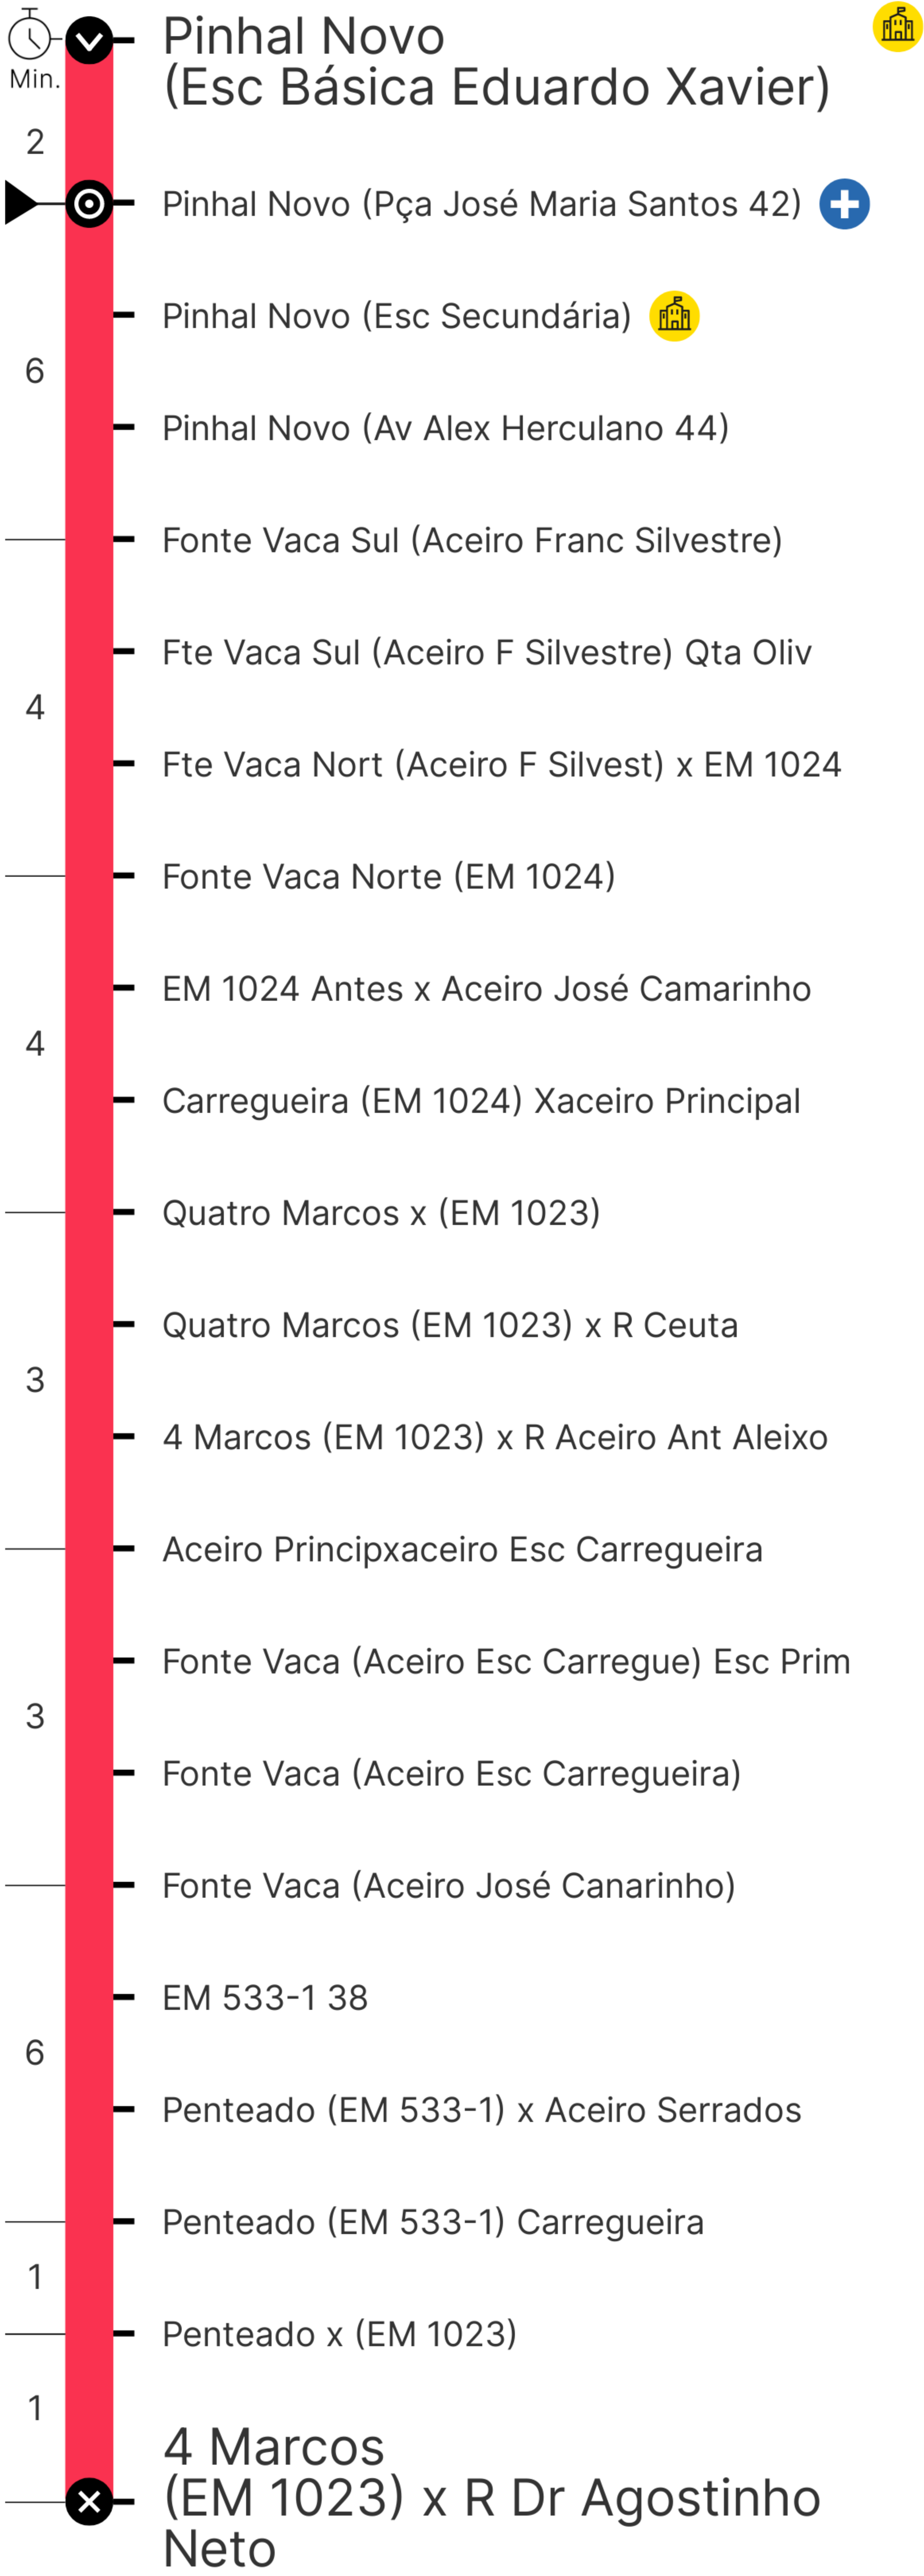 Pinhal Novo
(Esc Básica Eduardo Xavier)
Min.
2
Pinhal Novo (Pça José Maria Santos 42)
Pinhal Novo (Esc Secundária)
6
Pinhal Novo (Av Alex Herculano 44)
Fonte Vaca Sul (Aceiro Franc Silvestre)
Fte Vaca Sul (Aceiro F Silvestre) Qta Oliv
4
Fte Vaca Nort (Aceiro F Silvest) x EM 1024
Fonte Vaca Norte (EM 1024)
EM 1024 Antes x Aceiro José Camarinho
4
Carregueira (EM 1024) Xaceiro Principal
Quatro Marcos x (EM 1023)
Quatro Marcos (EM 1023) x R Ceuta
3
4 Marcos (EM 1023) x R Aceiro Ant Aleixo
Aceiro Principxaceiro Esc Carregueira
Fonte Vaca (Aceiro Esc Carregue) Esc Prim
3
Fonte Vaca (Aceiro Esc Carregueira)
Fonte Vaca (Aceiro José Canarinho)
EM 533-1 38
6
Penteado (EM 533-1) x Aceiro Serrados
Penteado (EM 533-1) Carregueira
1
Penteado x (EM 1023)
1
4 Marcos
(EM 1023) x R Dr Agostinho
Neto